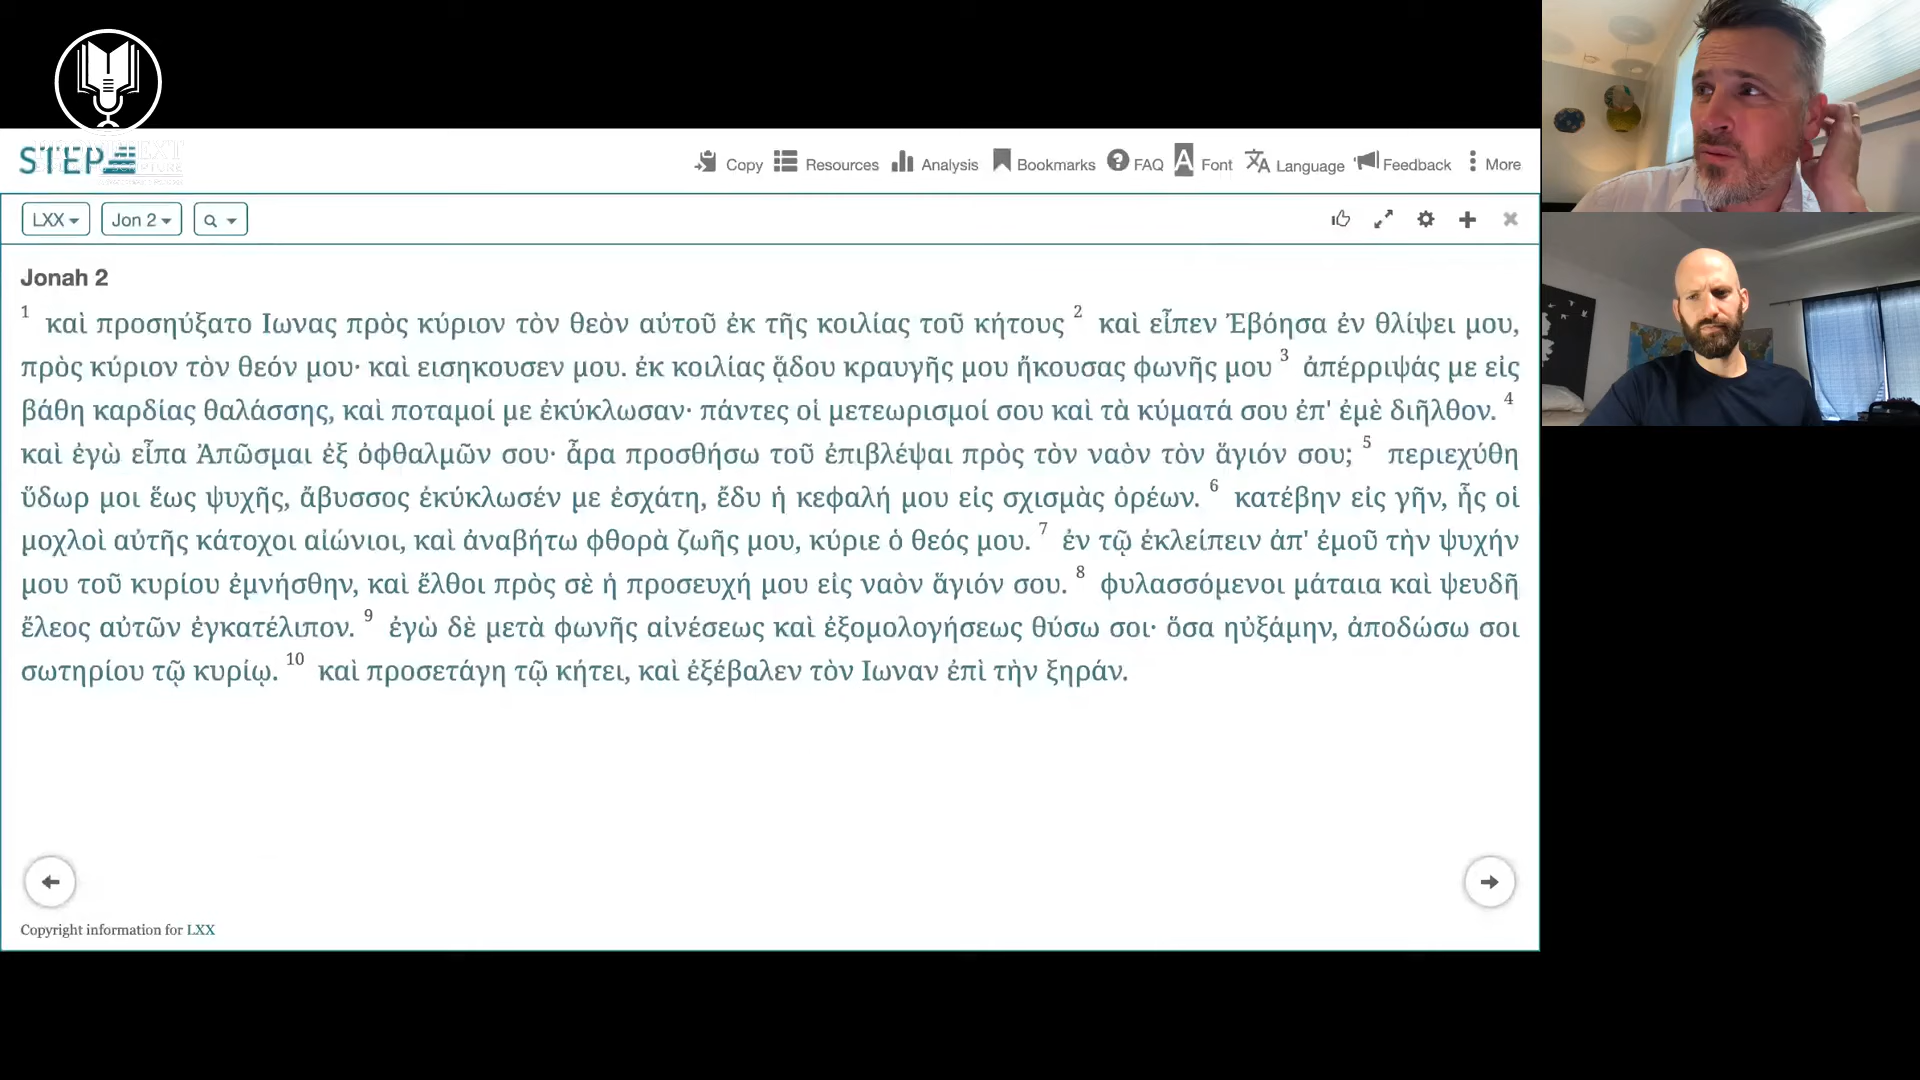 STEP
Copy Resources Analysis Bookmarks FAQ Font Language Feedback More
LXX Jon 2
Jonah 2
1 καὶ προσηύξατο Ιωνας πρὸς κύριον τὸν θεὸν αὐτοῦ ἐκ τῆς κοιλίας τοῦ κήτους 2 καὶ εἶπεν Ἐβόησα ἐν θλίψει μου,
πρὸς κύριον τὸν θεόν μου· καὶ εισηκουσεν μου. ἐκ κοιλίας ᾅδου κραυγῆς μου ἤκουσας φωνῆς μου 3 ἀπέρριψάς με εἰς
βάθη καρδίας θαλάσσης, καὶ ποταμοί με ἐκύκλωσαν· πάντες οἱ μετεωρισμοί σου καὶ τὰ κύματά σου ἐπ' ἐμὲ διῆλθον. 4
καὶ ἐγὼ εἶπα Ἀπῶσμαι ἐξ ὀφθαλμῶν σου· ἆρα προσθήσω τοῦ ἐπιβλέψαι πρὸς τὸν ναὸν τὸν ἅγιόν σου; 5 περιεχύθη
ὕδωρ μοι ἕως ψυχῆς, ἄβυσσος ἐκύκλωσέν με ἐσχάτη, ἔδυ ἡ κεφαλή μου εἰς σχισμὰς ὀρέων. 6 κατέβην εἰς γῆν, ἧς οἱ
μοχλοὶ αὐτῆς κάτοχοι αἰώνιοι, καὶ ἀναβήτω φθορὰ ζωῆς μου, κύριε ὁ θεός μου. 7 ἐν τῷ ἐκλείπειν ἀπ' ἐμοῦ τὴν ψυχήν
μου τοῦ κυρίου ἐμνήσθην, καὶ ἔλθοι πρὸς σὲ ἡ προσευχή μου εἰς ναὸν ἅγιόν σου. 8 φυλασσόμενοι μάταια καὶ ψευδῆ
ἔλεος αὐτῶν ἐγκατέλιπον. 9 ἐγὼ δὲ μετὰ φωνῆς αἰνέσεως καὶ ἐξομολογήσεως θύσω σοι· ὅσα ηὐξάμην, ἀποδώσω σοι
σωτηρίου τῷ κυρίῳ. 10 καὶ προσετάγη τῷ κήτει, καὶ ἐξέβαλεν τὸν Ιωναν ἐπὶ τὴν ξηράν.
Copyright information for LXX